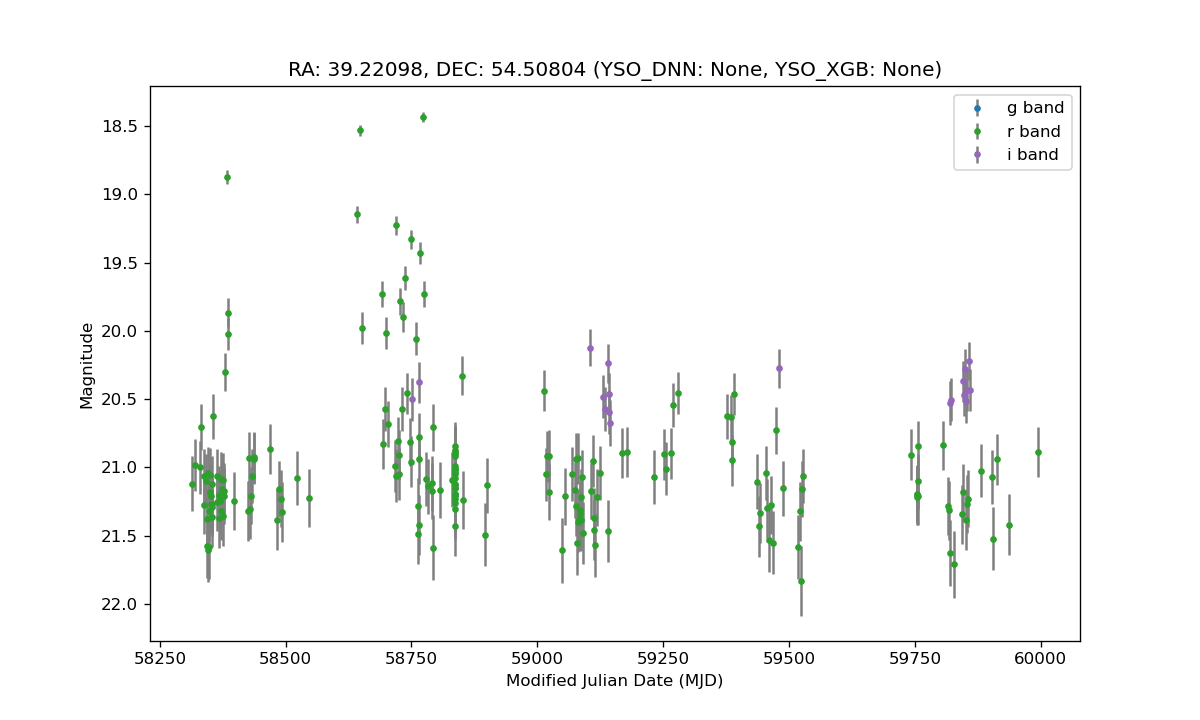 RA: 39.22098, DEC: 54.50804 (YSO_DNN: None, YSO_XGB: None)
g band
r band
i band
18.5
19.0
19.5
20.0
20.5
21.0
21.5
22.0
Magnitude
58250 58500 58750 59000 59250 59500 59750 60000
Modified Julian Date (MJD)